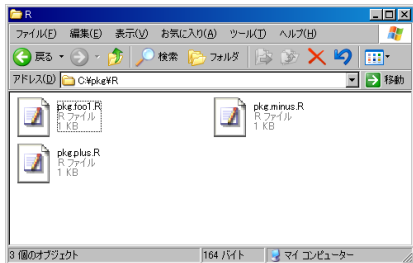 R
ファイル(F) 編集(E) 表示(V) お気に入り(A) ツール(T) ヘルプ(H)
戻る 検索 フォルダ
アドレス(D) C:¥pkg¥R 移動
pkg.foo1.R
R ファイル
1 KB
pkg.minus.R
R ファイル
1 KB
pkg.plus.R
R ファイル
1 KB
3 個のオブジェクト 164 バイト マイ コンピューター